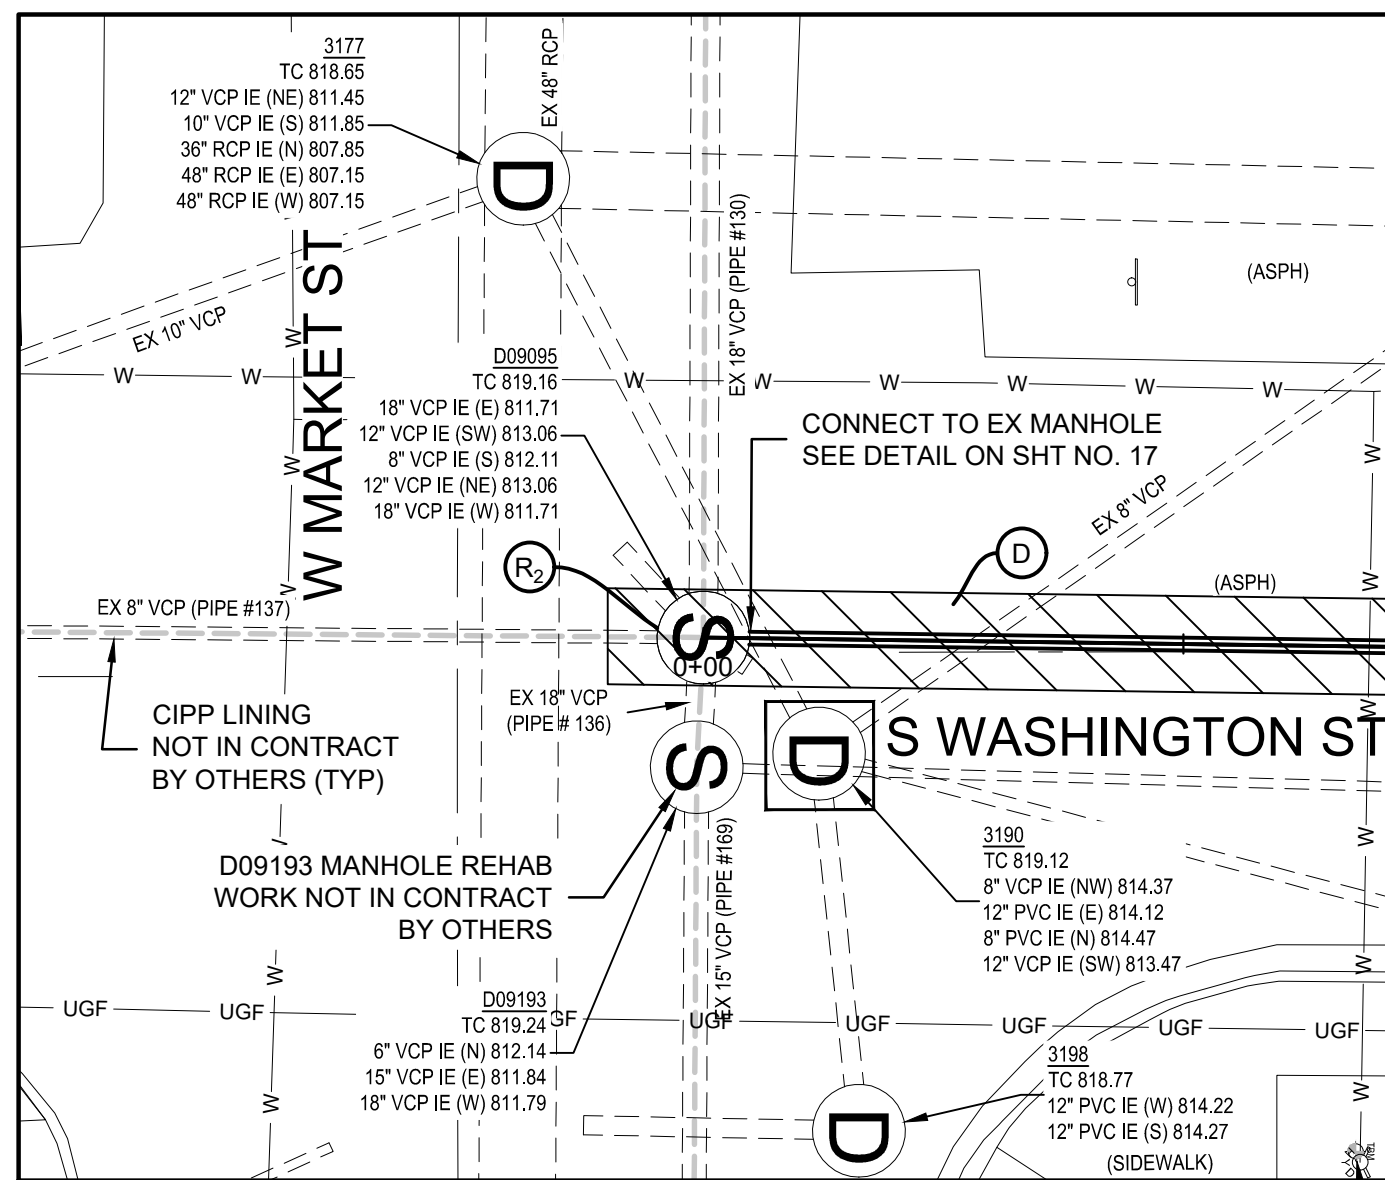 3177
TC 818.65
12" VCP IE (NE) 811.45
10" VCP IE (S) 811.85
36" RCP IE (N) 807.85
48" RCP IE (E) 807.15
48" RCP IE (W) 807.15
EX 48" RCP
D
EX 10" VCP
W MARKET ST
EX 18" VCP (PIPE #130)
(ASPH)
W
W
W
W
W
W
W
W
W
W
W
W
D09095
TC 819.16
18" VCP IE (E) 811.71
12" VCP IE (SW) 813.06
8" VCP IE (S) 812.11
12" VCP IE (NE) 813.06
18" VCP IE (W) 811.71
CONNECT TO EX MANHOLE
SEE DETAIL ON SHT NO. 17
EX 8" VCP
W
R2
D
(ASPH)
W
EX 8" VCP (PIPE #137)
S
0+00
EX 18" VCP
(PIPE # 136)
CIPP LINING
NOT IN CONTRACT
BY OTHERS (TYP)
S
D
S WASHINGTON ST
W
W
D09193 MANHOLE REHAB
WORK NOT IN CONTRACT
BY OTHERS
EX 15" VCP (PIPE #169)
3190
TC 819.12
8" VCP IE (NW) 814.37
12" PVC IE (E) 814.12
8" PVC IE (N) 814.47
12" VCP IE (SW) 813.47
W
W
UGF
UGF
GF
UGF
UGF
UGF
UGF
UGF
D09193
TC 819.24
6" VCP IE (N) 812.14
15" VCP IE (E) 811.84
18" VCP IE (W) 811.79
W
W
3198
TC 818.77
12" PVC IE (W) 814.22
12" PVC IE (S) 814.27
(SIDEWALK)
D